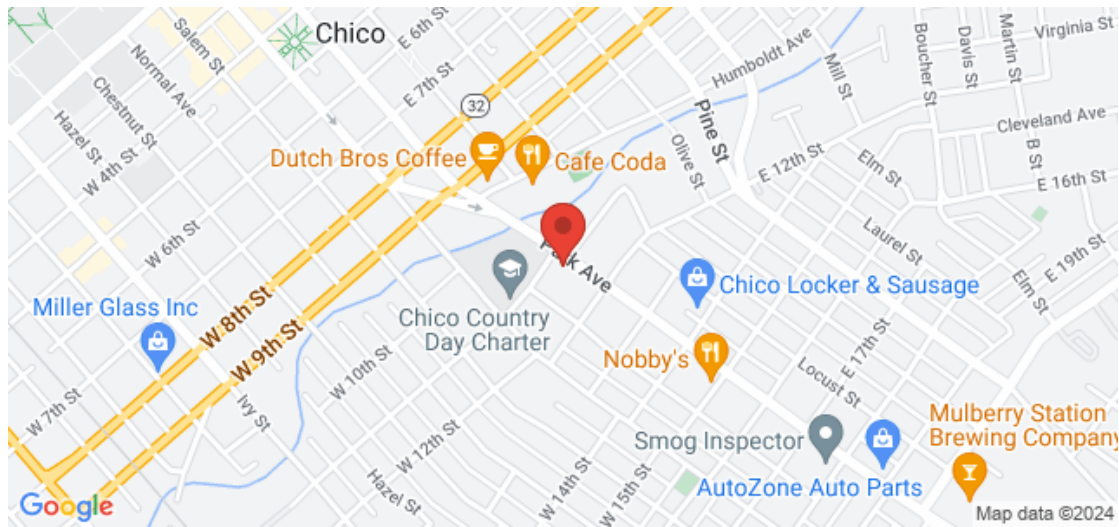 Chico
Salem St
Normal Ave
Chestnut St
Hazel St
W 4th St
W 6th St
E 6th St
E 7th St
32
Humboldt Ave
Mill St
Boucher St
Davis St
Martin St
Virginia St
Cleveland Ave
B St
E 16th St
Pine St
Olive St
E 12th St
Elm St
Laurel St
Elm St
E 19th St
Dutch Bros Coffee
Cafe Coda
Park Ave
Chico Country
Day Charter
Chico Locker & Sausage
Miller Glass Inc
W 8th St
W 9th St
W 7th St
Ivy St
W 10th St
W 12th St
Hazel St
W 14th St
W 15th St
Nobby's
Locust St
E 17th St
Smog Inspector
AutoZone Auto Parts
Mulberry Station
Brewing Company
Google
Map data ©2024